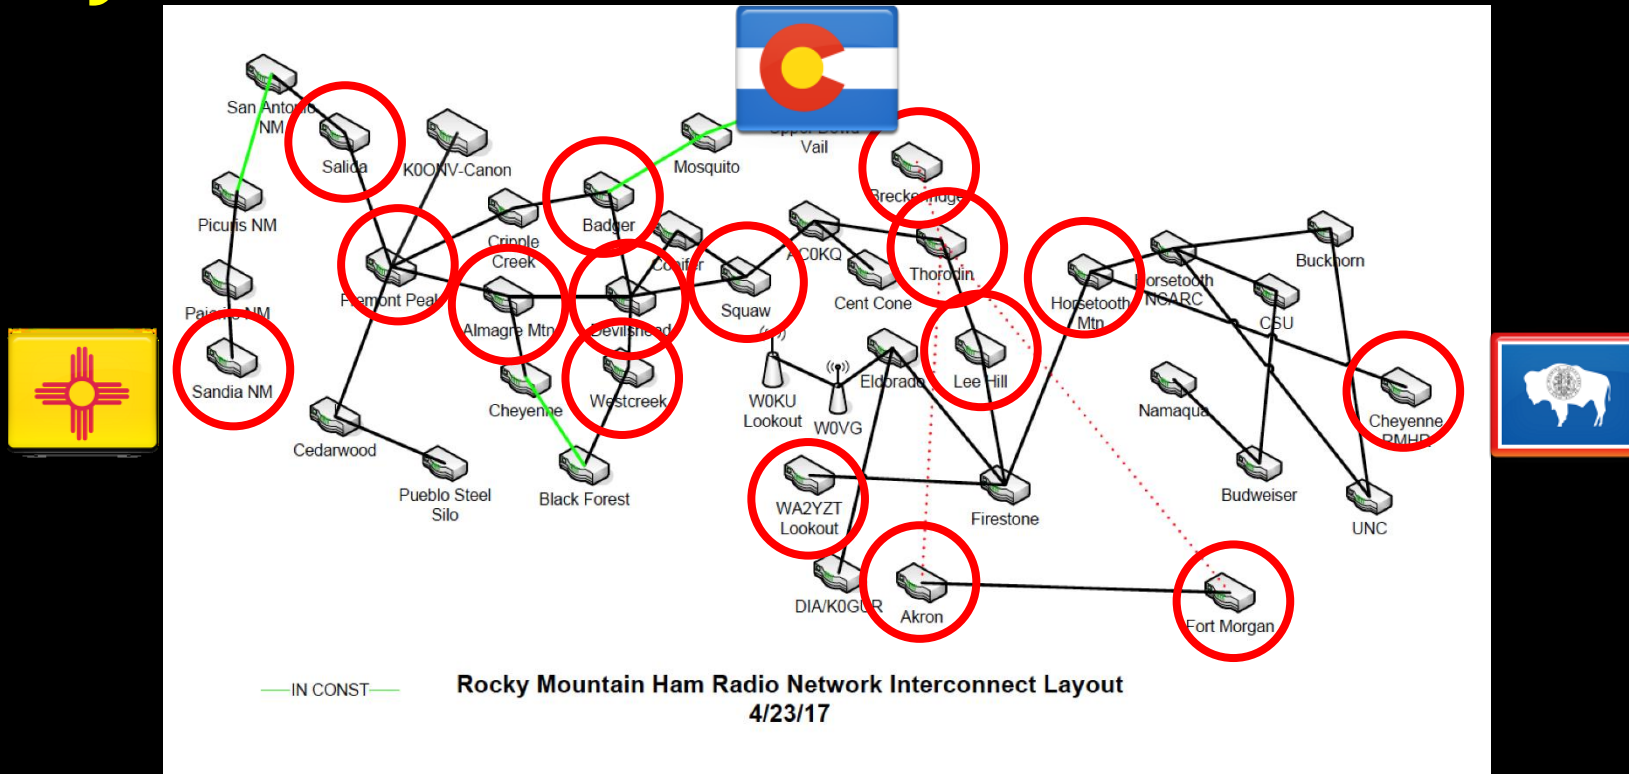 San Antonio
NM
Salida
K0ONV-Canon
Mosquito
Vail
Breckenridge
Picuris NM
Badger
Cripple
Creek
Conifer
AC0KQ
Thorodin
Buckhorn
Horsetooth
NCARC
Cent Cone
Fremont Peak
Squaw
Horsetooth
Mtn
CSU
Almagre Mtn
Devilshead
Sandia NM
Cheyenne
Westcreek
W0KU
Lookout
W0VG
Eldorado
Lee Hill
Namaqua
Cheyenne
RMHR
Cedarwood
Pueblo Steel
Silo
Black Forest
WA2YZT
Lookout
Firestone
Budweiser
UNC
DIA/K0GUR
Akron
Fort Morgan
IN CONST
Rocky Mountain Ham Radio Network Interconnect Layout
4/23/17